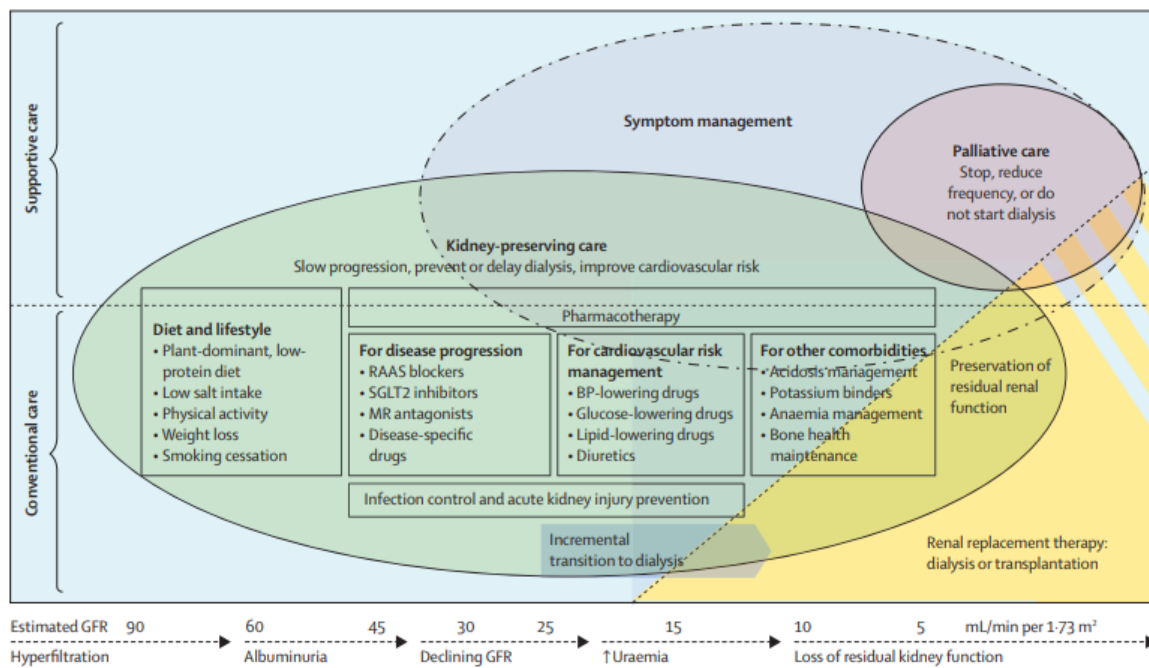 Supportive care
Conventional care
Symptom management
Palliative care
Stop, reduce
frequency, or do
not start dialysis
Kidney-preserving care
Slow progression, prevent or delay dialysis, improve cardiovascular risk
Pharmacotherapy
Diet and lifestyle
• Plant-dominant, low-
protein diet
• Low salt intake
• Physical activity
• Weight loss
• Smoking cessation
For disease progression
• RAAS blockers
• SGLT2 inhibitors
• MR antagonists
• Disease-specific
drugs
For cardiovascular risk
management
• BP-lowering drugs
• Glucose-lowering drugs
• Lipid-lowering drugs
• Diuretics
For other comorbidities
• Acidosis management
• Potassium binders
• Anaemia management
• Bone health
maintenance
Preservation of
residual renal
function
Infection control and acute kidney injury prevention
Incremental
transition to dialysis
Renal replacement therapy:
dialysis or transplantation
Estimated GFR 90 60 45 30 25 15 10 5 mL/min per 1·73 m²
Hyperfiltration Albuminuria Declining GFR ↑Uraemia Loss of residual kidney function